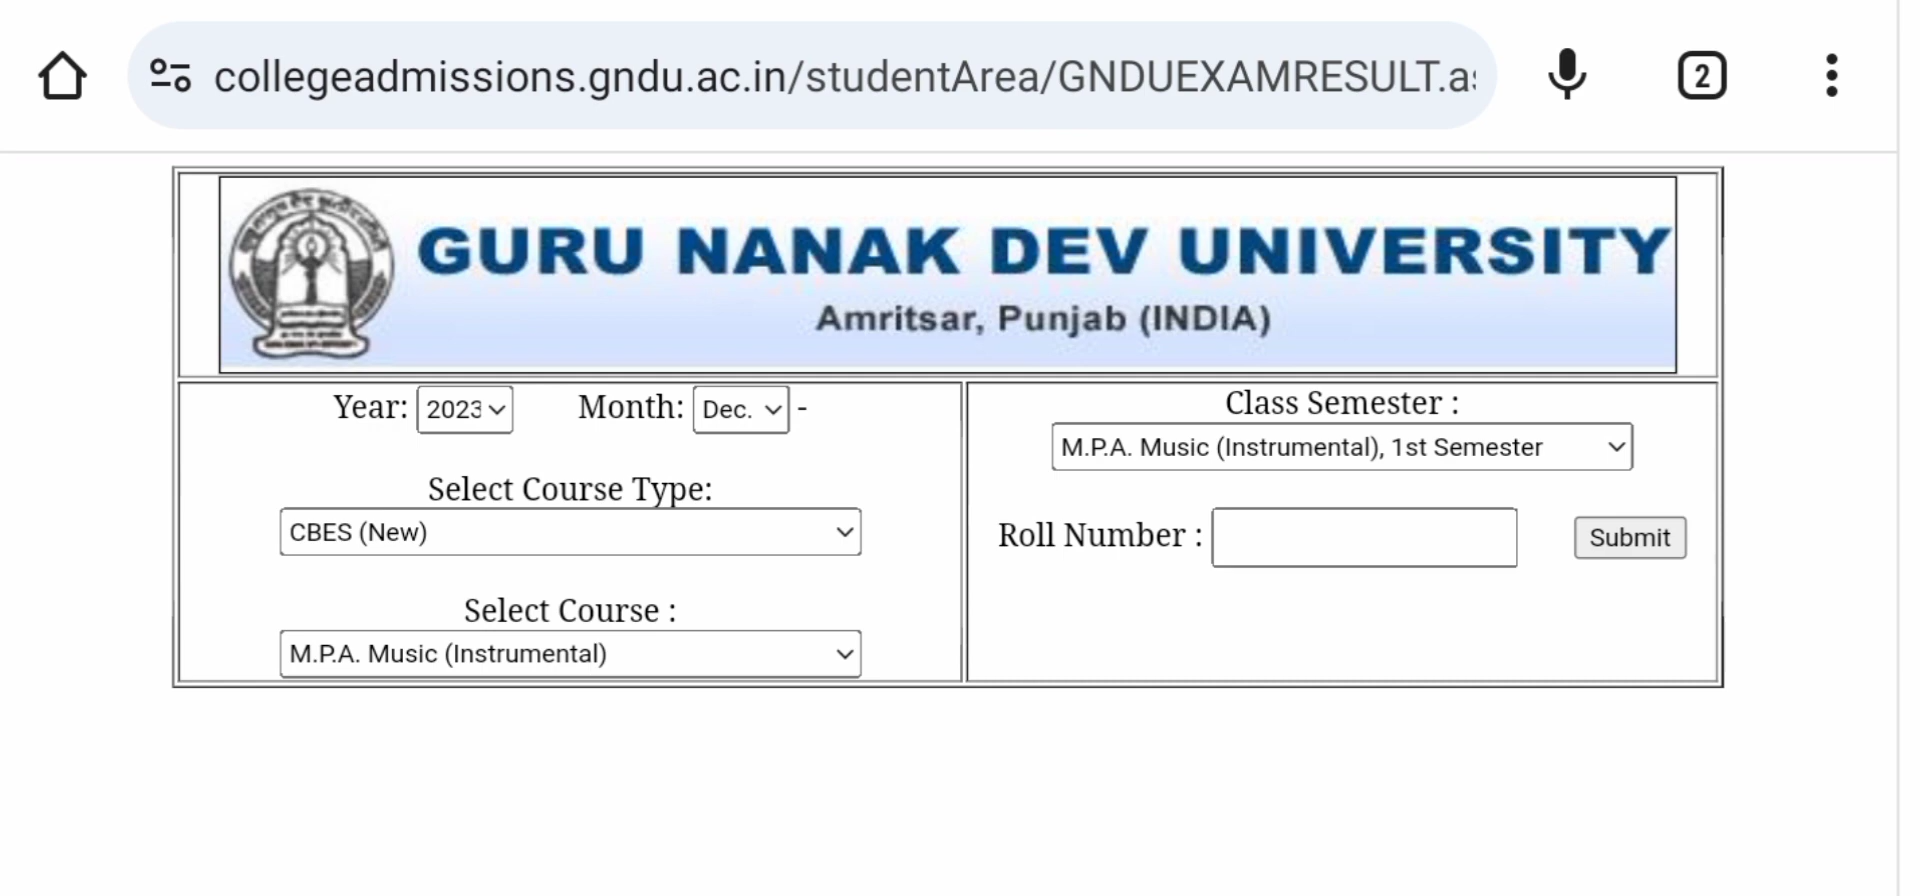 collegeadmissions.gndu.ac.in/studentArea/GNDUEXAMRESULT.as
2
GURU NANAK DEV UNIVERSITY
Amritsar, Punjab (INDIA)
Year: 2023 Month: Dec. -
Select Course Type:
CBES (New)
Select Course :
M.P.A. Music (Instrumental)
Class Semester :
M.P.A. Music (Instrumental), 1st Semester
Roll Number : Submit